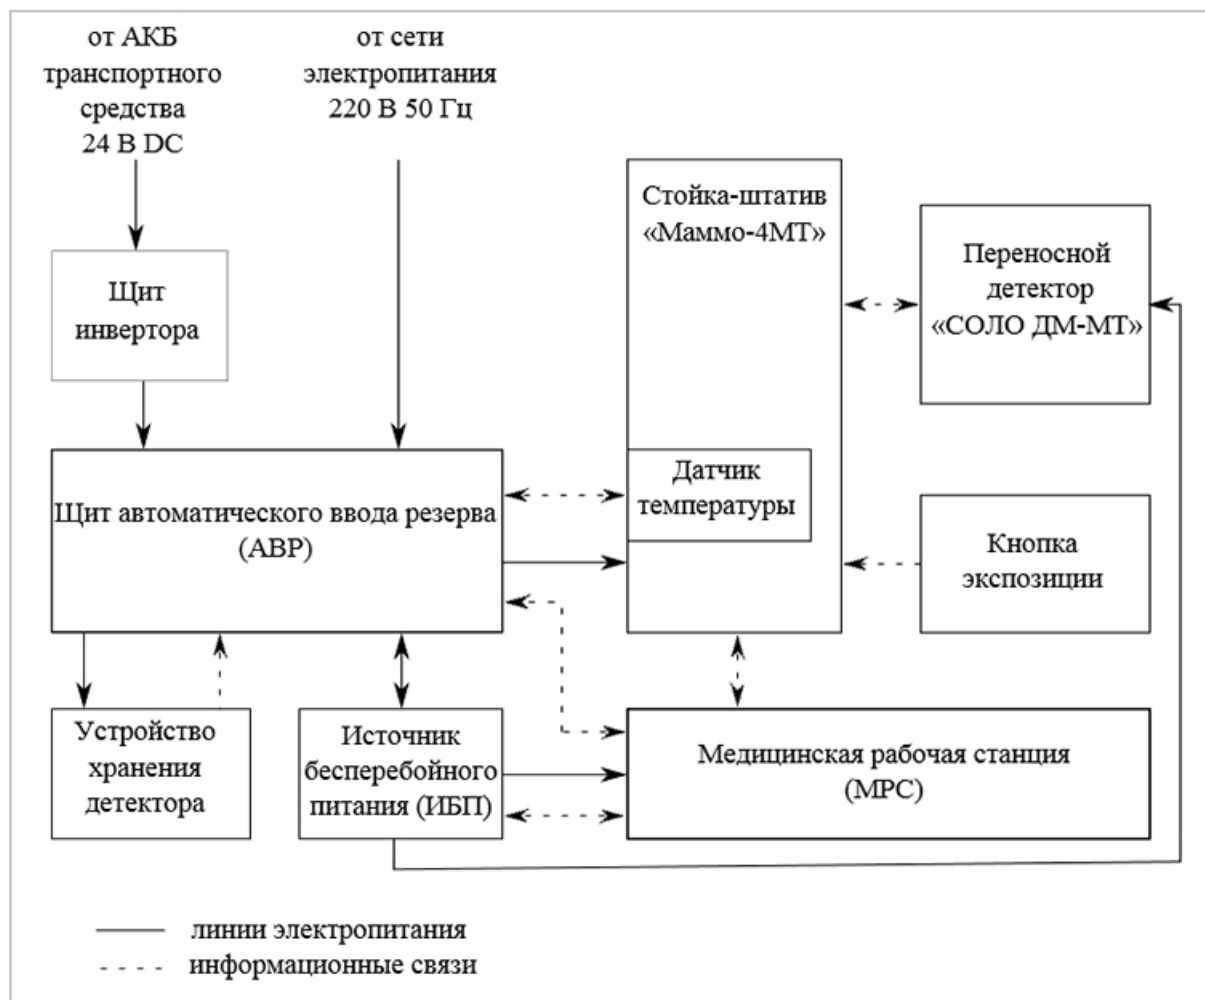 от АКБ
транспортного
средства
24 В DC
от сети
электропитания
220 В 50 Гц
Стойка-штатив
«Маммо-4МТ»
Переносной
детектор
«СОЛО ДМ-МТ»
Щит
инвертора
Датчик
температуры
Щит автоматического ввода резерва
(АВР)
Кнопка
экспозиции
Устройство
хранения
детектора
Источник
бесперебойного
питания (ИБП)
Медицинская рабочая станция
(МРС)
линии электропитания
информационные связи